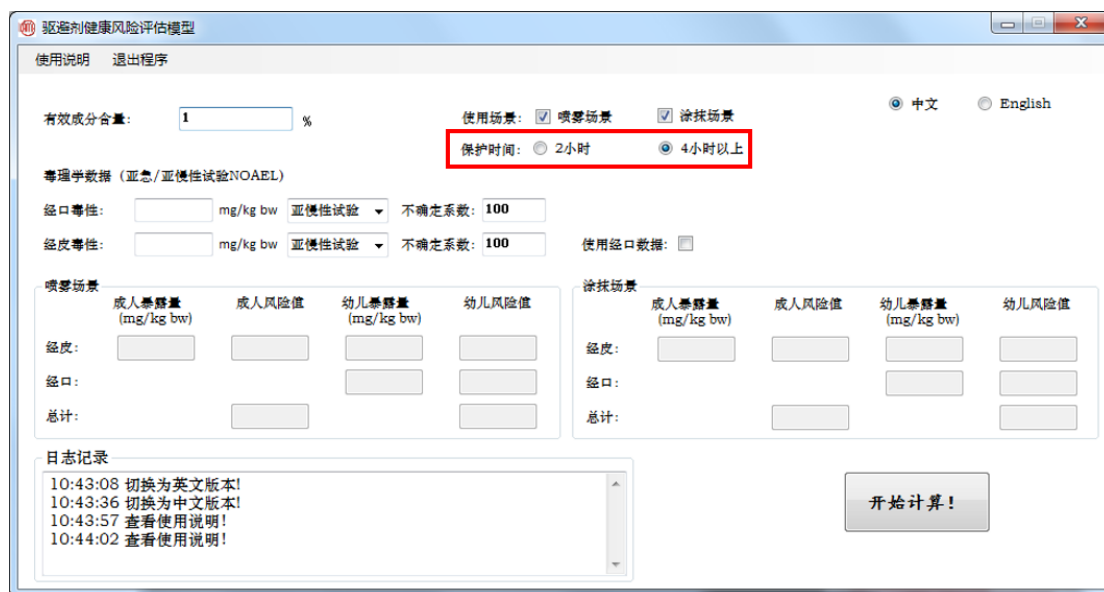 驱避剂健康风险评估模型
使用说明 退出程序
中文 English
有效成分含量: 1 % 使用场景: 喷雾场景 涂抹场景
保护时间: 2小时 4小时以上
毒理学数据（亚急/亚慢性试验NOAEL）
经口毒性: mg/kg bw 亚慢性试验 不确定系数: 100
经皮毒性: mg/kg bw 亚慢性试验 不确定系数: 100 使用经口数据:
喷雾场景
成人暴露量 成人风险值 幼儿暴露量 幼儿风险值
(mg/kg bw) (mg/kg bw)
经皮:
经口:
总计:
涂抹场景
成人暴露量 成人风险值 幼儿暴露量 幼儿风险值
(mg/kg bw) (mg/kg bw)
经皮:
经口:
总计:
日志记录
10:43:08 切换为英文版本!
10:43:36 切换为中文版本!
10:43:57 查看使用说明!
10:44:02 查看使用说明!
开始计算!